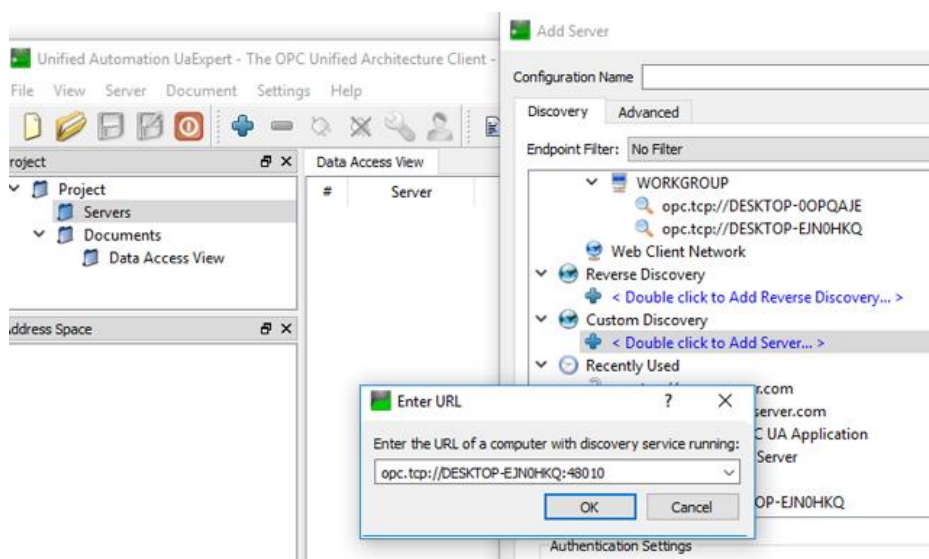 Unified Automation UaExpert - The OPC Unified Architecture Client -
File View Server Document Settings Help
Project
Project
Servers
Documents
Data Access View
Address Space
Data Access View
# Server
Add Server
Configuration Name
Discovery Advanced
Endpoint Filter: No Filter
WORKGROUP
opc.tcp://DESKTOP-0OPQAJE
opc.tcp://DESKTOP-EJN0HKQ
Web Client Network
Reverse Discovery
< Double click to Add Reverse Discovery... >
Custom Discovery
< Double click to Add Server... >
Recently Used
r.com
server.com
C UA Application
Server
OP-EJN0HKQ
Authentication Settings
Enter URL ?
Enter the URL of a computer with discovery service running:
opc.tcp://DESKTOP-EJN0HKQ:48010
OK Cancel